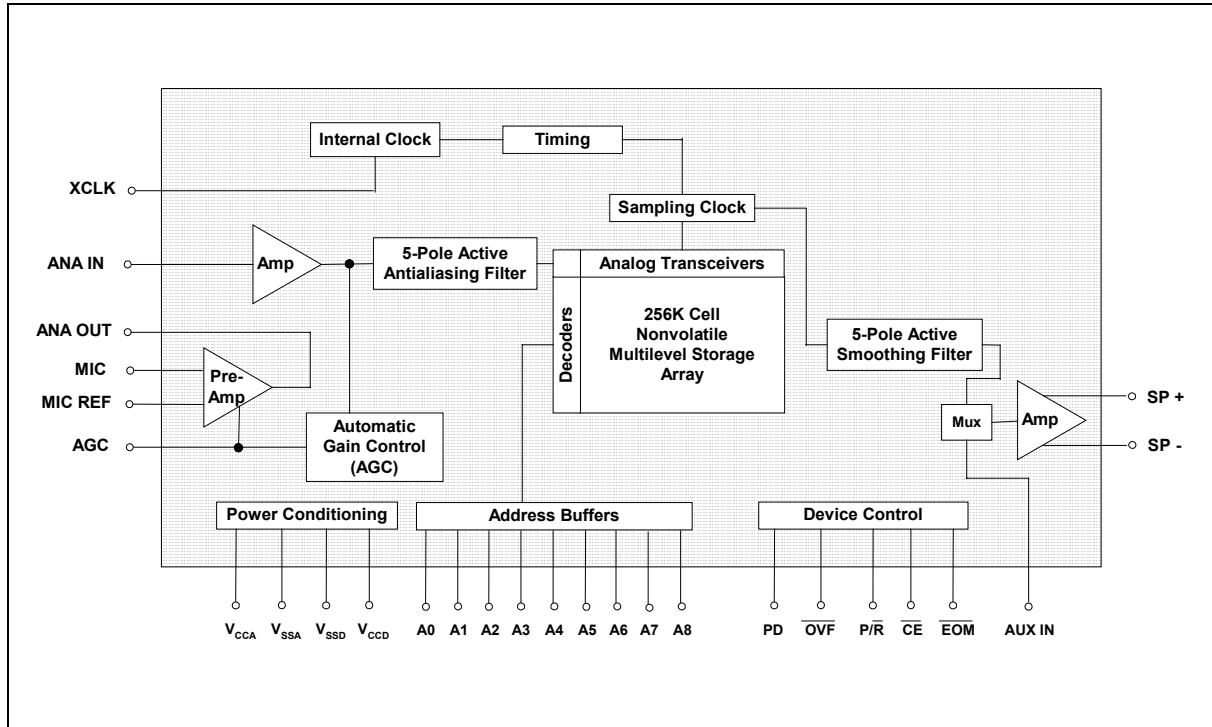 Internal Clock
Timing
XCLK
Sampling Clock
ANA IN
Amp
5-Pole Active
Antialiasing Filter
Analog Transceivers
Decoders
256K Cell
Nonvolatile
Multilevel Storage
Array
ANA OUT
MIC
Pre-
Amp
MIC REF
AGC
Automatic
Gain Control
(AGC)
5-Pole Active
Smoothing Filter
Mux
Amp
SP +
SP -
Power Conditioning
Address Buffers
Device Control
VCCA VSSA VSSD VCCD A0 A1 A2 A3 A4 A5 A6 A7 A8 PD O̅V̅F̅ P/R̅ C̅E̅ E̅O̅M̅ AUX IN